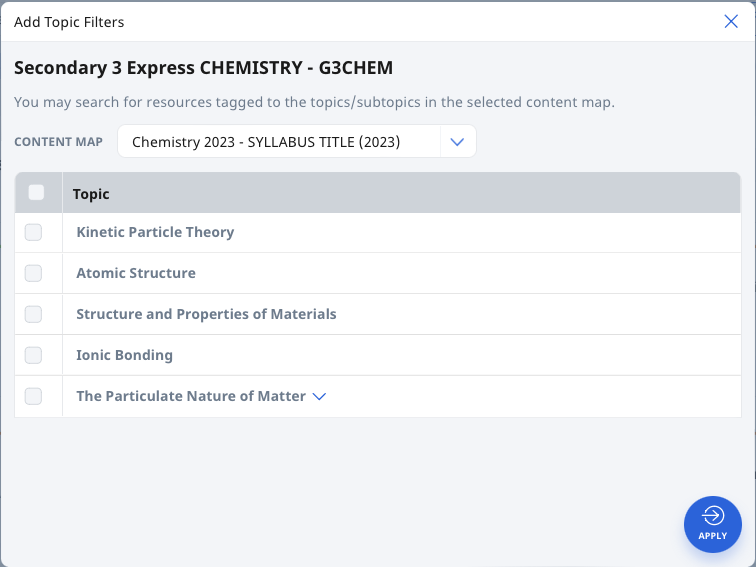 Add Topic Filters
Secondary 3 Express CHEMISTRY - G3CHEM
You may search for resources tagged to the topics/subtopics in the selected content map.
CONTENT MAP Chemistry 2023 - SYLLABUS TITLE (2023)
Topic
Kinetic Particle Theory
Atomic Structure
Structure and Properties of Materials
Ionic Bonding
The Particulate Nature of Matter
APPLY